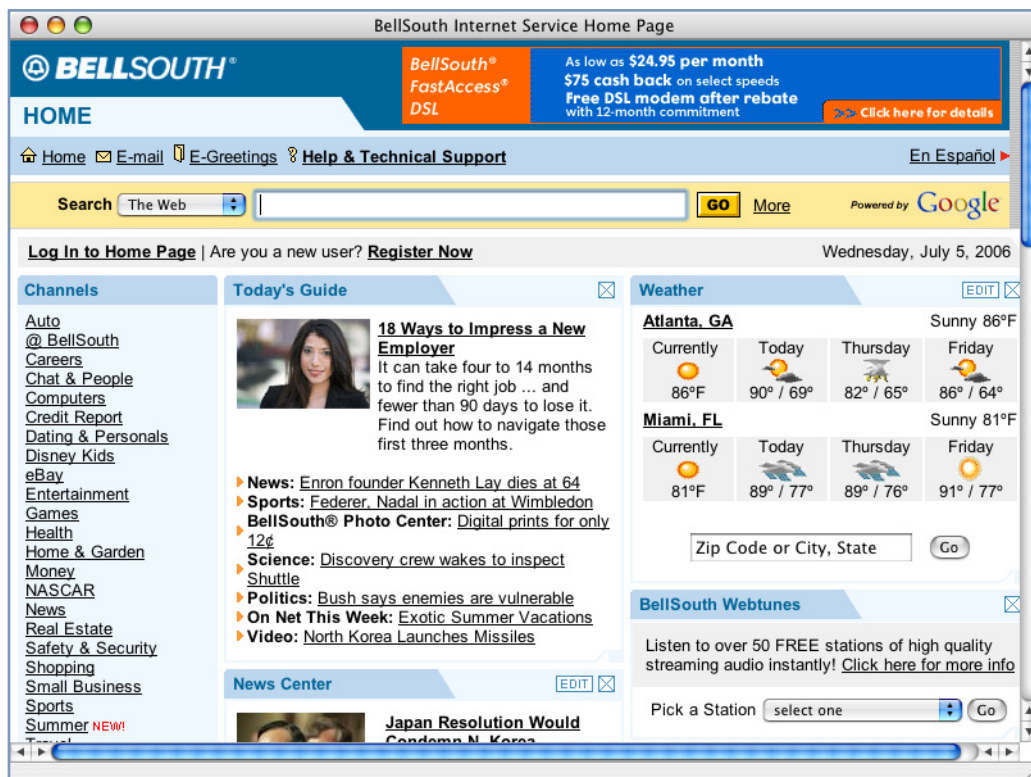 BellSouth Internet Service Home Page
BELLSOUTH®
BellSouth®
FastAccess®
DSL
As low as $24.95 per month
$75 cash back on select speeds
Free DSL modem after rebate
with 12-month commitment
>>> Click here for details
HOME
Home E-mail E-Greetings Help & Technical Support
En Español
Search The Web GO More Powered by Google
Log In to Home Page | Are you a new user? Register Now
Wednesday, July 5, 2006
Channels
Auto
@ BellSouth
Careers
Chat & People
Computers
Credit Report
Dating & Personals
Disney Kids
eBay
Entertainment
Games
Health
Home & Garden
Money
NASCAR
News
Real Estate
Safety & Security
Shopping
Small Business
Sports
Summer NEW!
Travel
Today's Guide
18 Ways to Impress a New
Employer
It can take four to 14 months
to find the right job ... and
fewer than 90 days to lose it.
Find out how to navigate those
first three months.
News: Enron founder Kenneth Lay dies at 64
Sports: Federer, Nadal in action at Wimbledon
BellSouth® Photo Center: Digital prints for only
12¢
Science: Discovery crew wakes to inspect
Shuttle
Politics: Bush says enemies are vulnerable
On Net This Week: Exotic Summer Vacations
Video: North Korea Launches Missiles
News Center EDIT
Japan Resolution Would
Condemn N. Korea
Weather EDIT
Atlanta, GA Sunny 86°F
Currently Today Thursday Friday
86°F 90° / 69° 82° / 65° 86° / 64°
Miami, FL Sunny 81°F
Currently Today Thursday Friday
81°F 89° / 77° 89° / 76° 91° / 77°
Zip Code or City, State Go
BellSouth Webtunes
Listen to over 50 FREE stations of high quality
streaming audio instantly! Click here for more info
Pick a Station select one Go